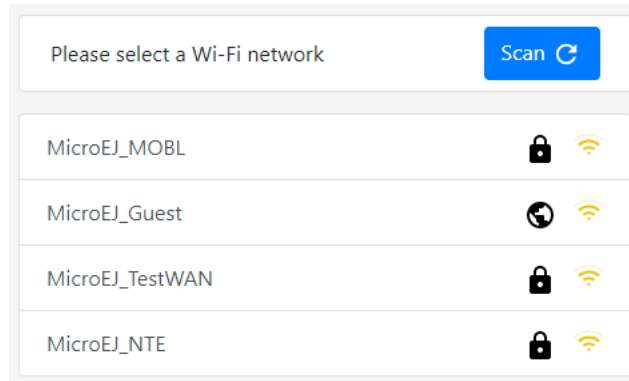 Please select a Wi-Fi network
Scan
MicroEJ_MOBL
MicroEJ_Guest
MicroEJ_TestWAN
MicroEJ_NTE